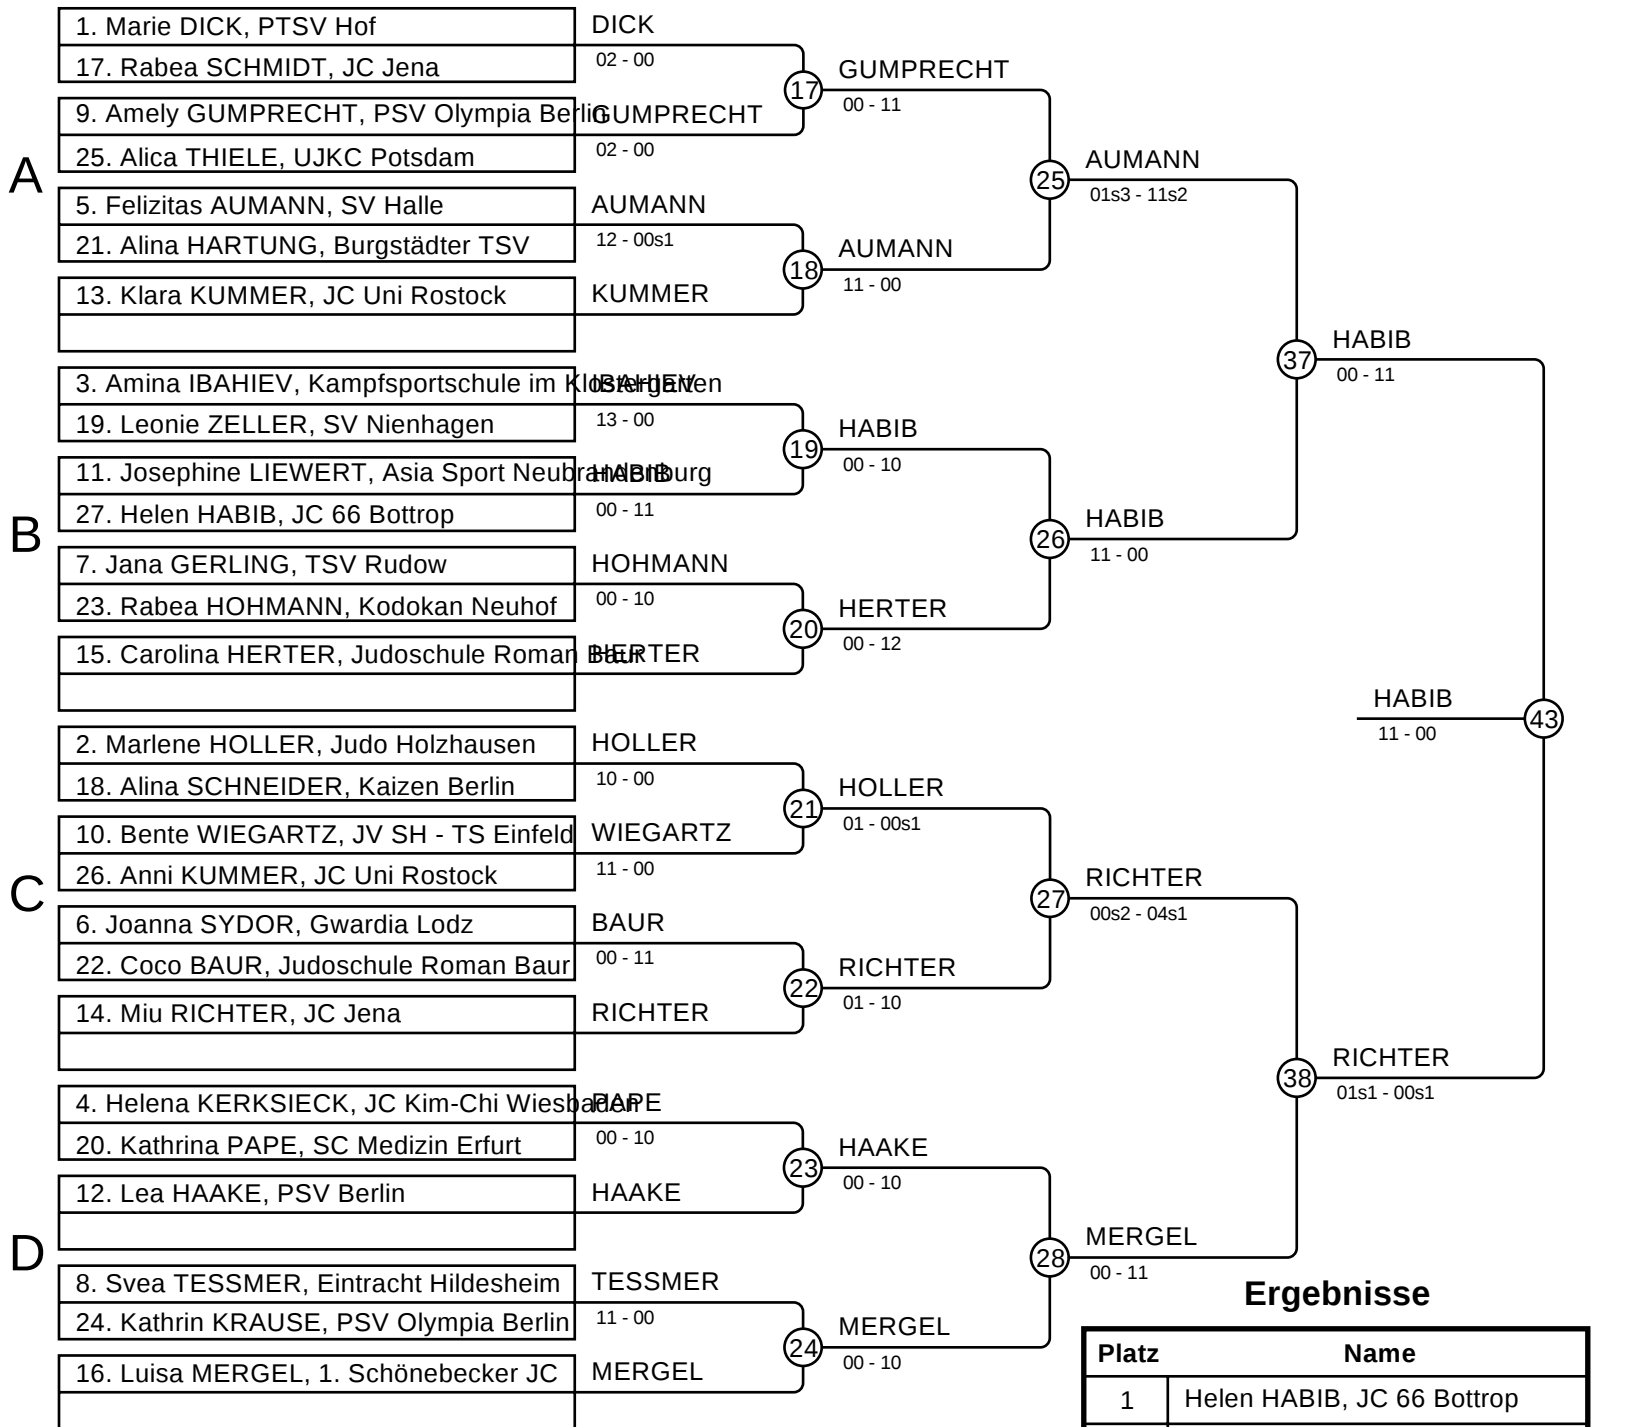 1. Marie DICK, PTSV Hof
17. Rabea SCHMIDT, JC Jena
DICK
02 - 00
9. Amely GUMPRECHT, PSV Olympia Berlin
25. Alica THIELE, UJKC Potsdam
GUMPRECHT
02 - 00
17
GUMPRECHT
00 - 11
A
5. Felizitas AUMANN, SV Halle
21. Alina HARTUNG, Burgstädter TSV
AUMANN
12 - 00s1
13. Klara KUMMER, JC Uni Rostock
KUMMER
18
AUMANN
11 - 00
25
AUMANN
01s3 - 11s2
3. Amina IBAHIEV, Kampfsportschule im Klostergarten
19. Leonie ZELLER, SV Nienhagen
IBAHIEV
13 - 00
11. Josephine LIEWERT, Asia Sport Neubrandenburg
27. Helen HABIB, JC 66 Bottrop
HABIB
00 - 11
19
HABIB
00 - 10
B
7. Jana GERLING, TSV Rudow
23. Rabea HOHMANN, Kodokan Neuhof
HOHMANN
00 - 10
15. Carolina HERTER, Judoschule Roman Baur
HERTER
20
HERTER
00 - 12
26
HABIB
11 - 00
37
HABIB
00 - 11
2. Marlene HOLLER, Judo Holzhausen
18. Alina SCHNEIDER, Kaizen Berlin
HOLLER
10 - 00
10. Bente WIEGARTZ, JV SH - TS Einfeld
26. Anni KUMMER, JC Uni Rostock
WIEGARTZ
11 - 00
21
HOLLER
01 - 00s1
C
6. Joanna SYDOR, Gwardia Lodz
22. Coco BAUR, Judoschule Roman Baur
BAUR
00 - 11
14. Miu RICHTER, JC Jena
RICHTER
22
RICHTER
01 - 10
27
RICHTER
00s2 - 04s1
4. Helena KERKSIECK, JC Kim-Chi Wiesbaden
20. Kathrina PAPE, SC Medizin Erfurt
PAPE
00 - 10
12. Lea HAAKE, PSV Berlin
HAAKE
23
HAAKE
00 - 10
D
8. Svea TESSMER, Eintracht Hildesheim
24. Kathrin KRAUSE, PSV Olympia Berlin
TESSMER
11 - 00
16. Luisa MERGEL, 1. Schönebecker JC
MERGEL
24
MERGEL
00 - 10
28
MERGEL
00 - 11
38
RICHTER
01s1 - 00s1
HABIB
11 - 00
43
Ergebnisse
Platz Name
1 Helen HABIB, JC 66 Bottrop